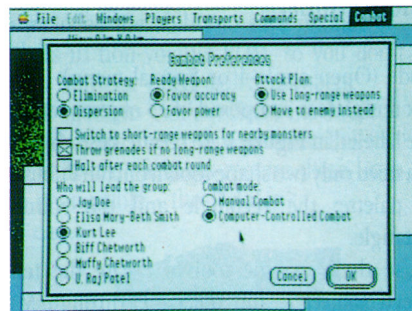 File Edit Windows Players Transports Commands Special Combat
Combat Preferences
Combat Strategy: Ready Weapon: Attack Plan:
Elimination Favor accuracy Use long-range weapons
Dispersion Favor power Move to enemy instead
Switch to short-range weapons for nearby monsters
Throw grenades if no long-range weapons
Halt after each combat round
Who will lead the group: Combat mode:
Jay Doe Manual Combat
Elisa Mary-Beth Smith Computer-Controlled Combat
Kurt Lee
Biff Chetworth
Muffy Chetworth
U. Raj Patel
Cancel OK